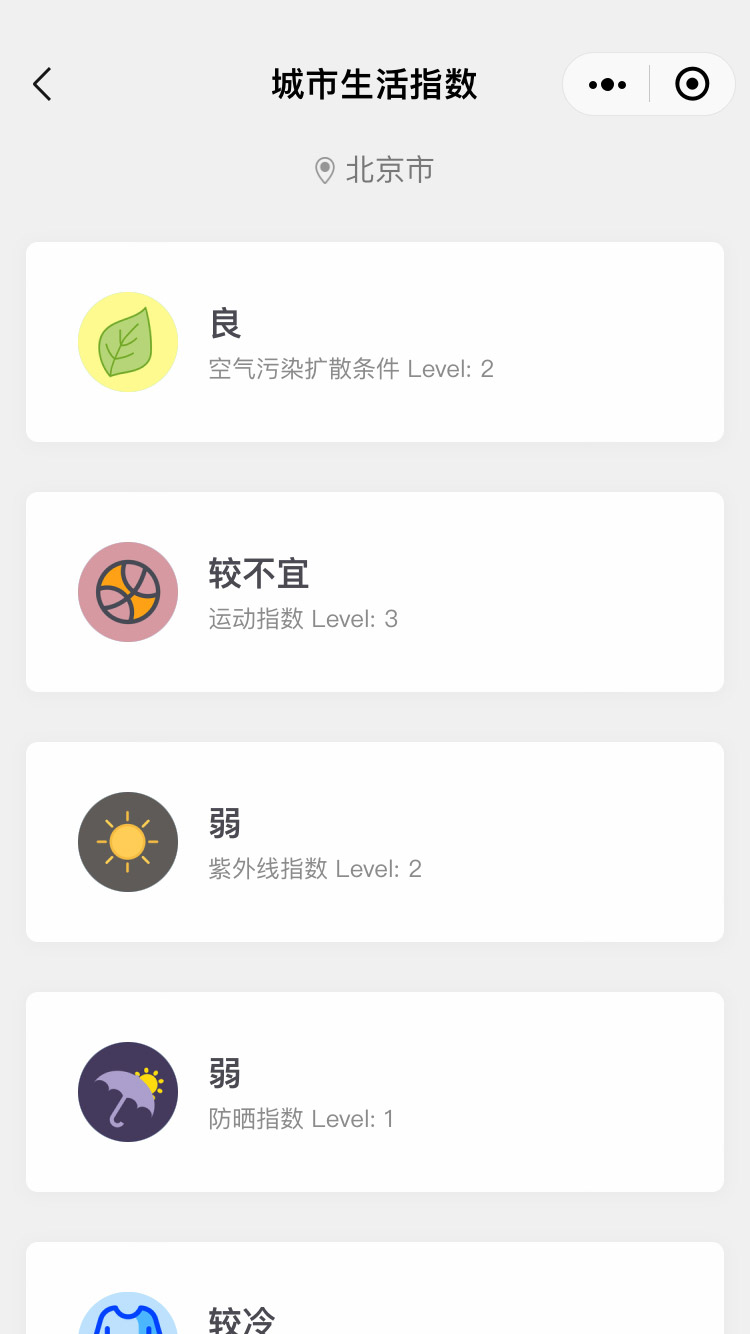 城市生活指数
北京市
良
空气污染扩散条件 Level: 2
较不宜
运动指数 Level: 3
弱
紫外线指数 Level: 2
弱
防晒指数 Level: 1
较冷